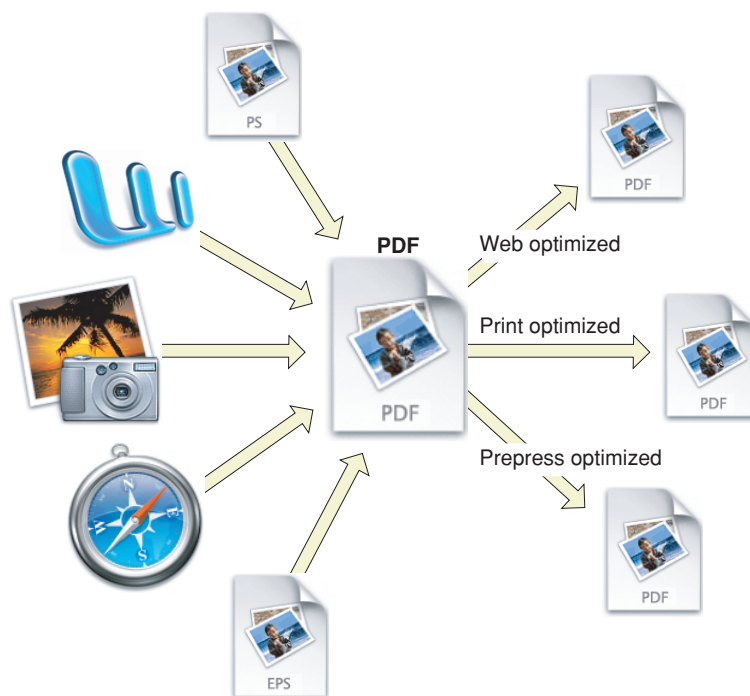 PS
PDF
PDF
Web optimized
Print optimized
PDF
PDF
N
W
E
S
Prepress optimized
PDF
EPS